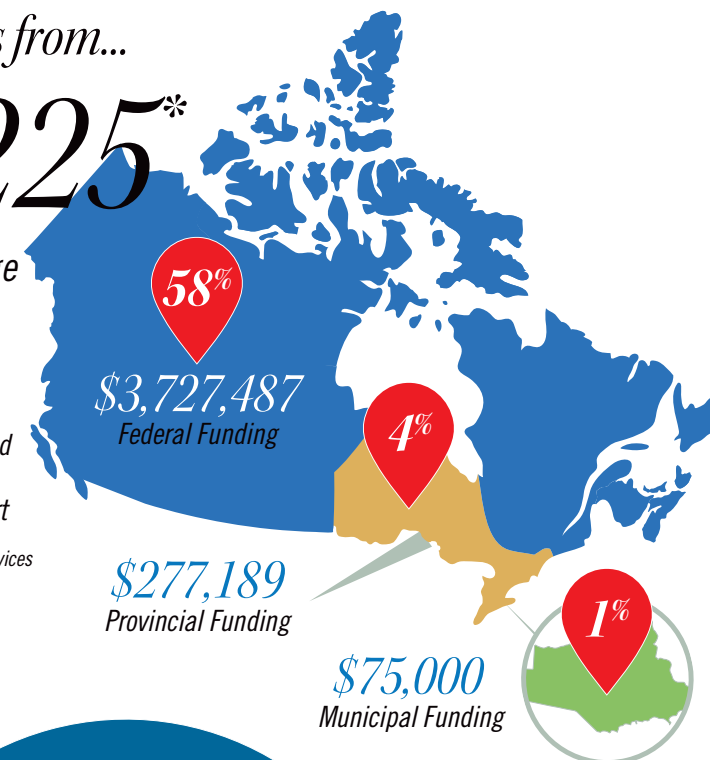 from...
225*
58%
$3,727,487
Federal Funding
4%
$277,189
Provincial Funding
1%
$75,000
Municipal Funding